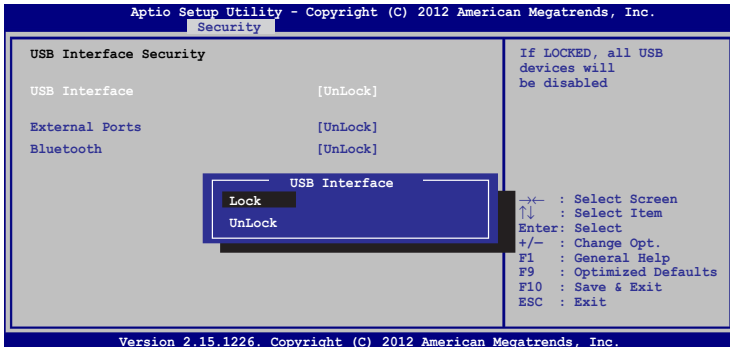 Aptio Setup Utility - Copyright (C) 2012 American Megatrends, Inc.
Security
USB Interface Security
USB Interface [UnLock]
External Ports [UnLock]
Bluetooth [UnLock]
USB Interface
Lock
UnLock
If LOCKED, all USB
devices will
be disabled
→← : Select Screen
↑↓ : Select Item
Enter: Select
+/— : Change Opt.
F1 : General Help
F9 : Optimized Defaults
F10 : Save & Exit
ESC : Exit
Version 2.15.1226. Copyright (C) 2012 American Megatrends, Inc.